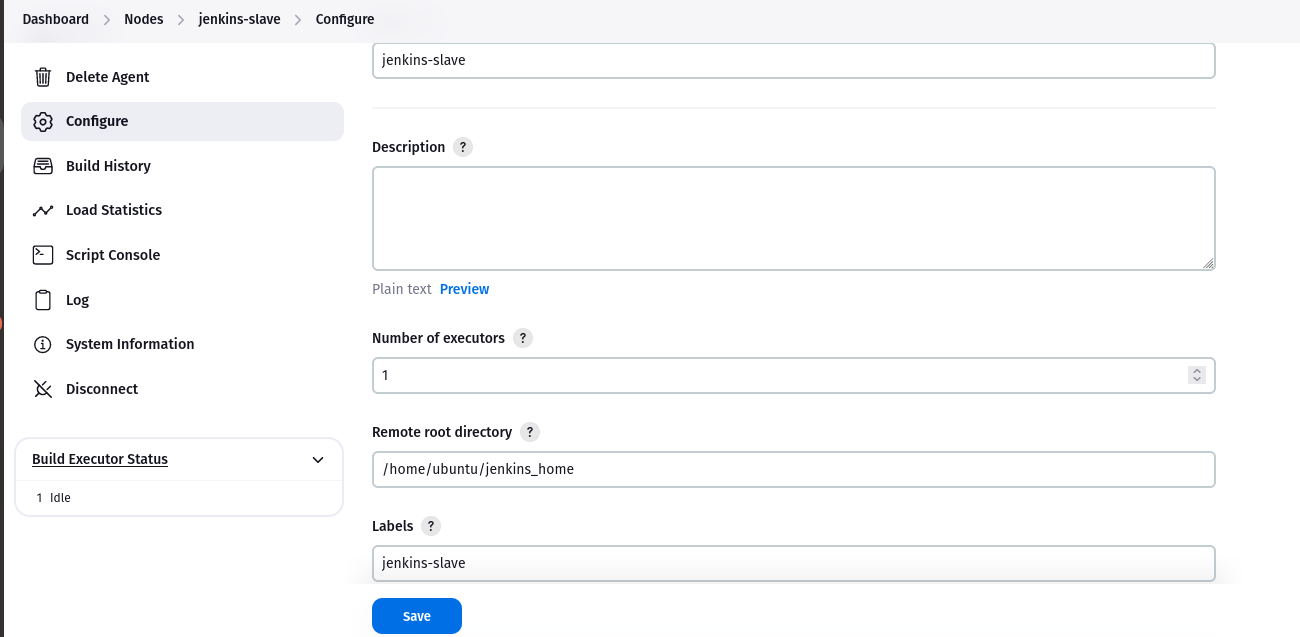 Dashboard > Nodes > jenkins-slave > Configure
Delete Agent
Configure
Build History
Load Statistics
Script Console
Log
System Information
Disconnect
Build Executor Status
1 Idle
jenkins-slave
Description ?
Plain text Preview
Number of executors ?
1
Remote root directory ?
/home/ubuntu/jenkins_home
Labels ?
jenkins-slave
Save